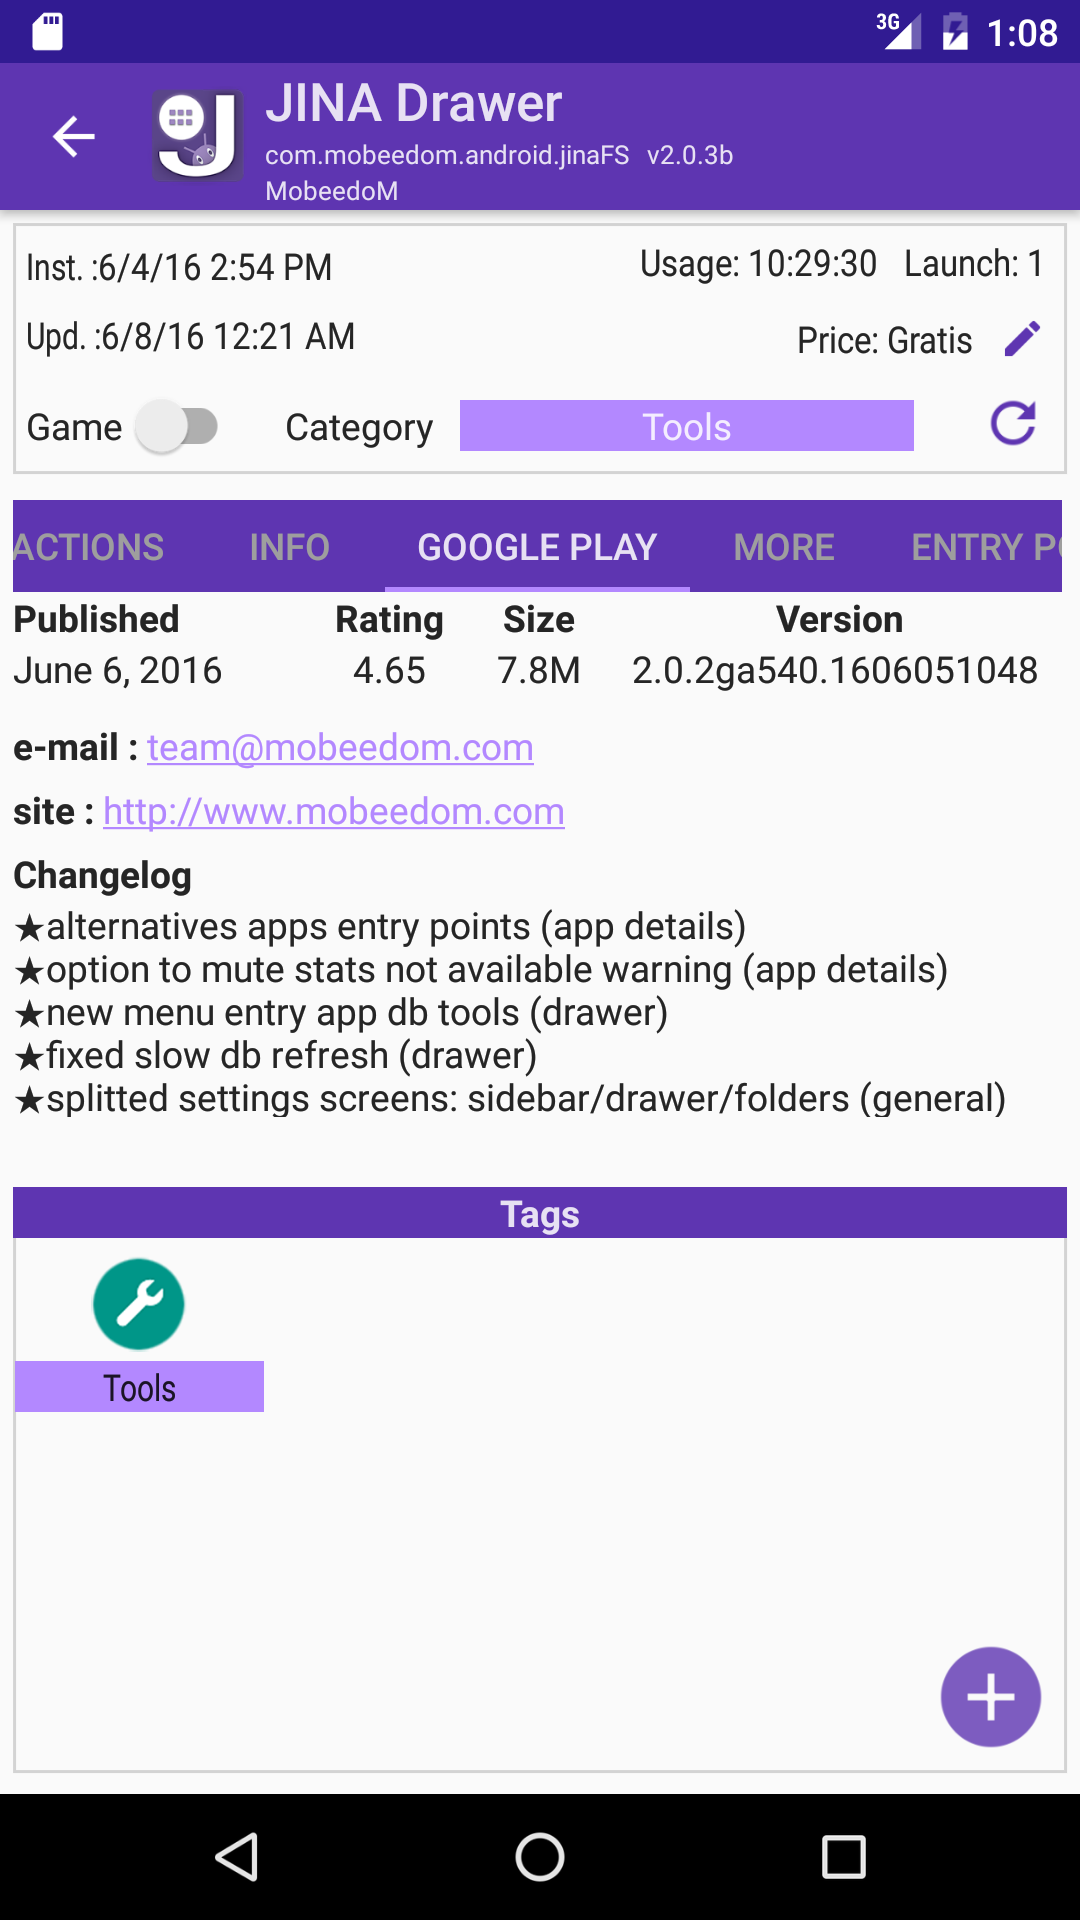 3G 1:08
JINA Drawer
com.mobeedom.android.jinaFS v2.0.3b
MobeedoM
Inst. :6/4/16 2:54 PM Usage: 10:29:30 Launch: 1
Upd. :6/8/16 12:21 AM Price: Gratis
Game Category Tools
ACTIONS INFO GOOGLE PLAY MORE ENTRY PO
Published Rating Size Version
June 6, 2016 4.65 7.8M 2.0.2ga540.1606051048
e-mail : team@mobeedom.com
site : http://www.mobeedom.com
Changelog
★alternatives apps entry points (app details)
★option to mute stats not available warning (app details)
★new menu entry app db tools (drawer)
★fixed slow db refresh (drawer)
★splitted settings screens: sidebar/drawer/folders (general)
Tags
Tools